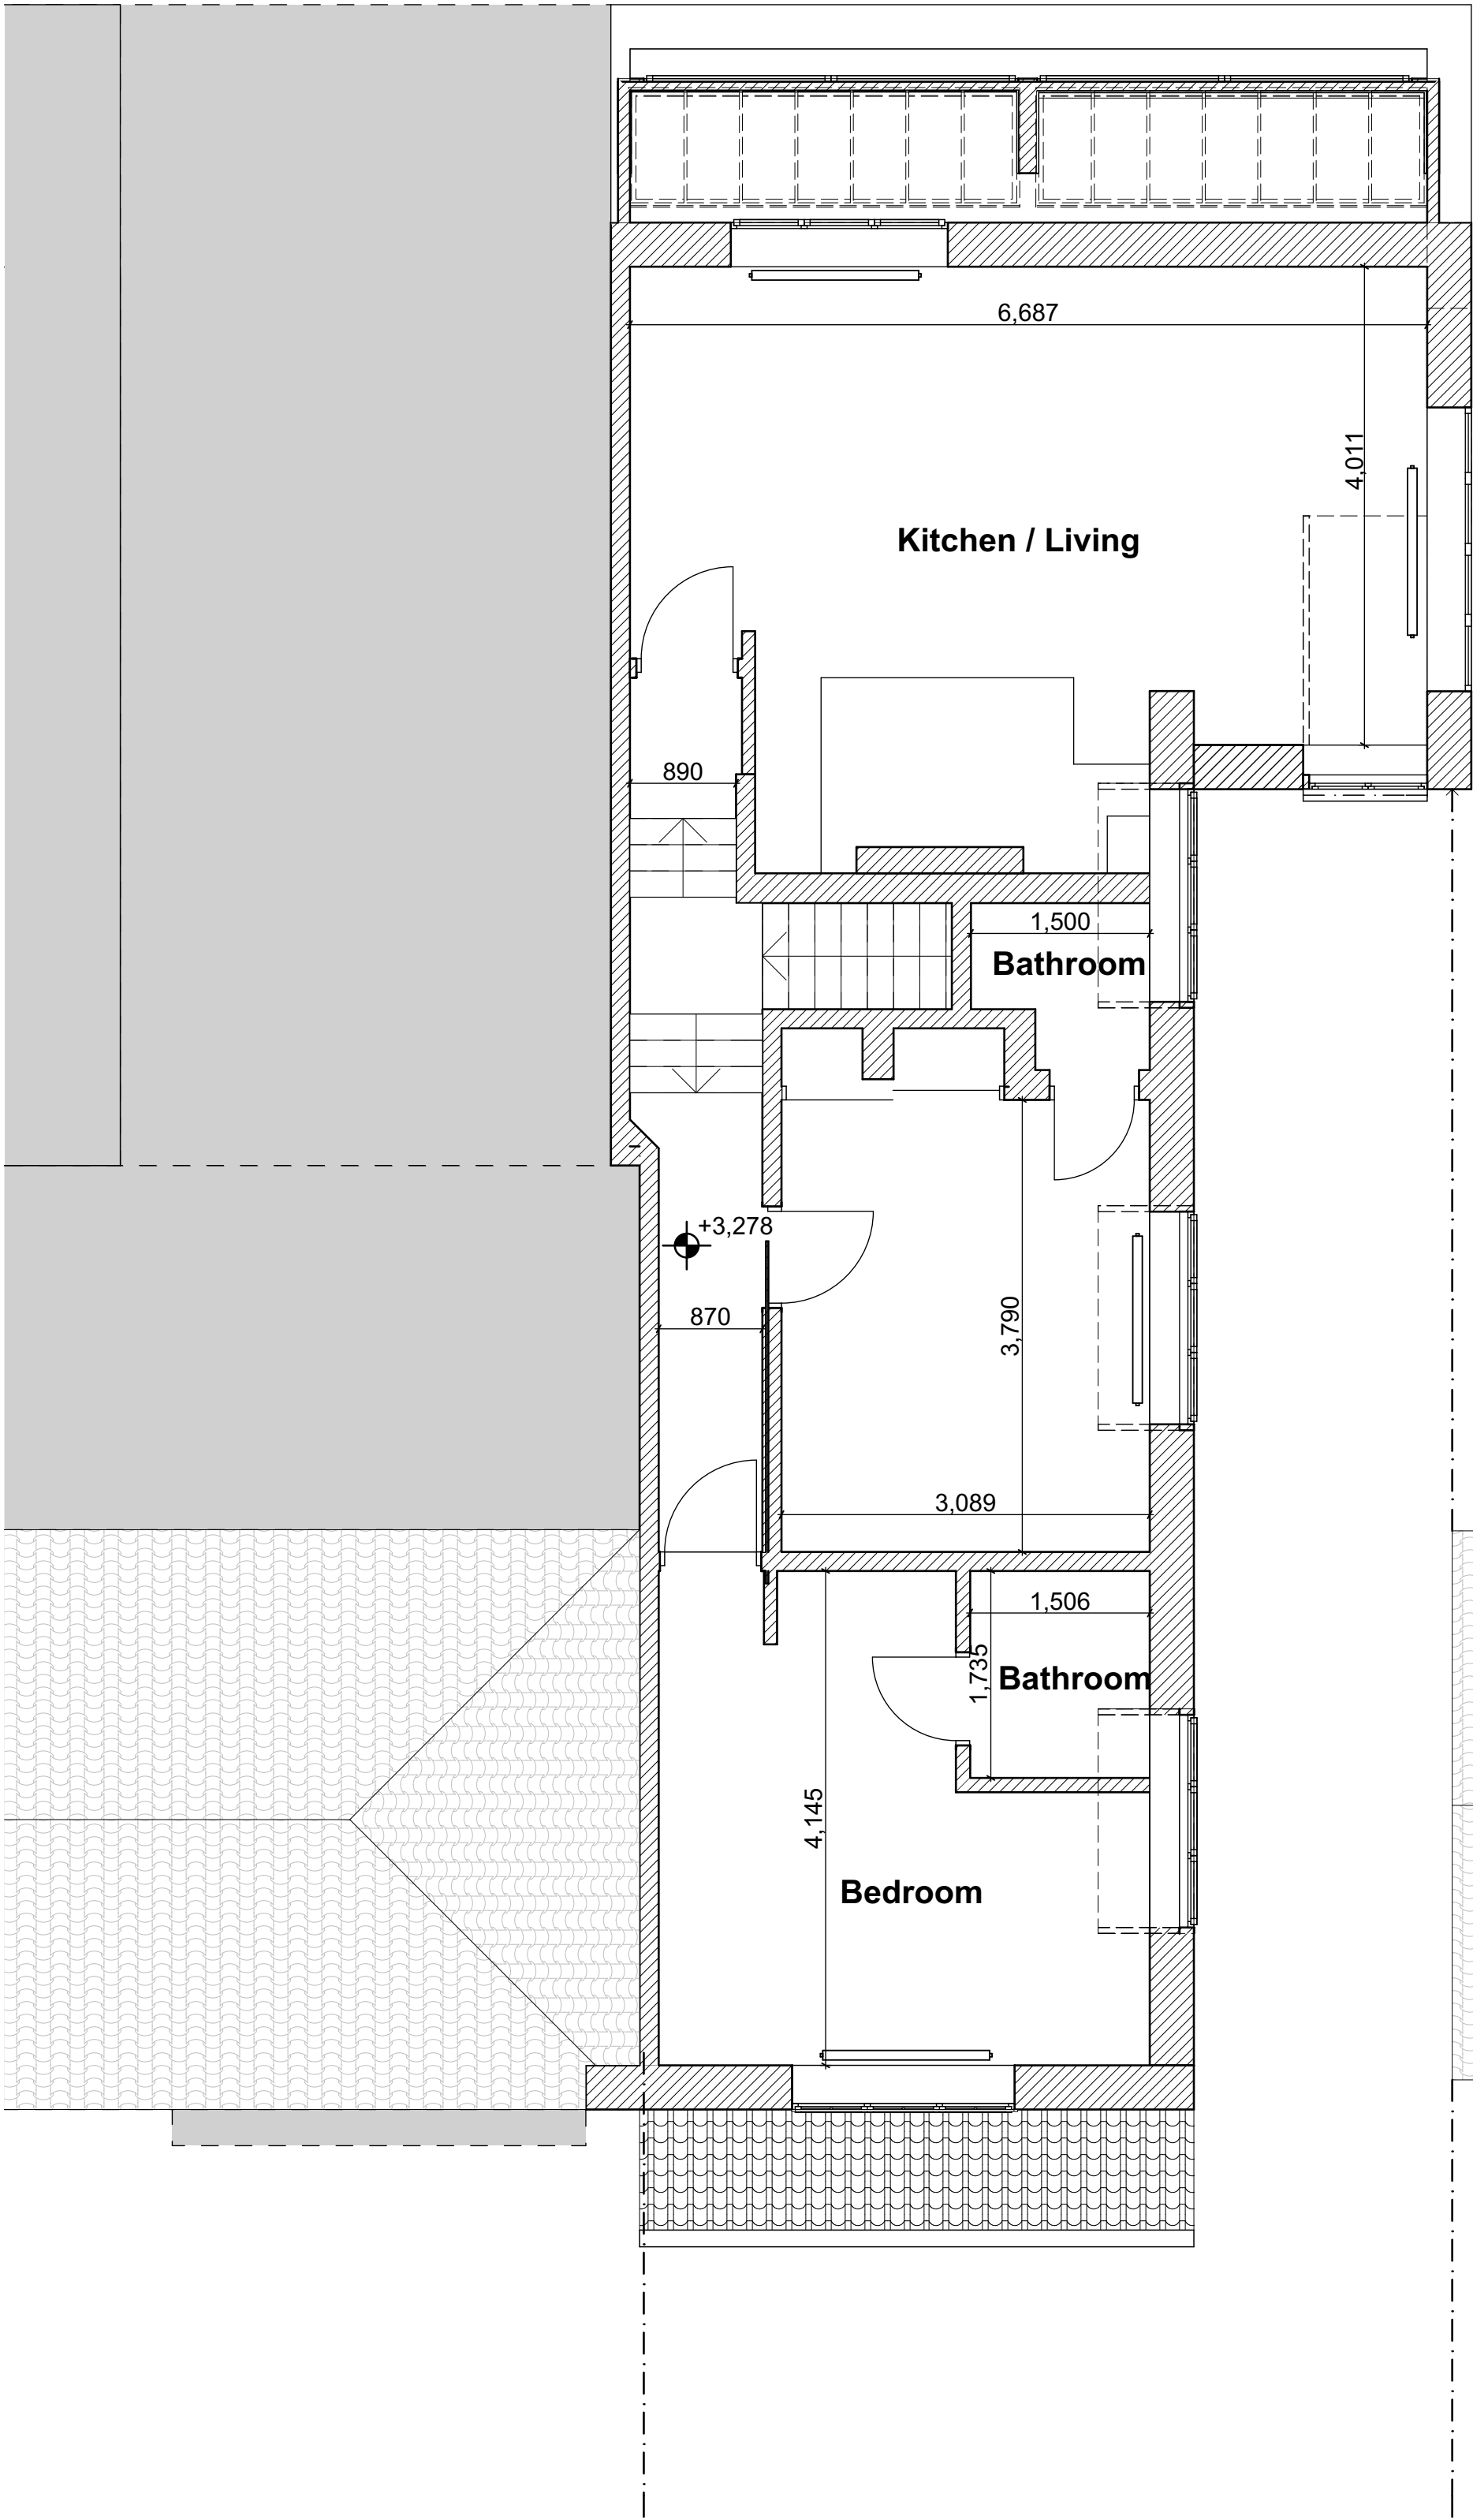 6,687
4,011
Kitchen / Living
890
1,500
Bathroom
+3,278
870
3,790
3,089
1,506
1,735
Bathroom
4,145
Bedroom